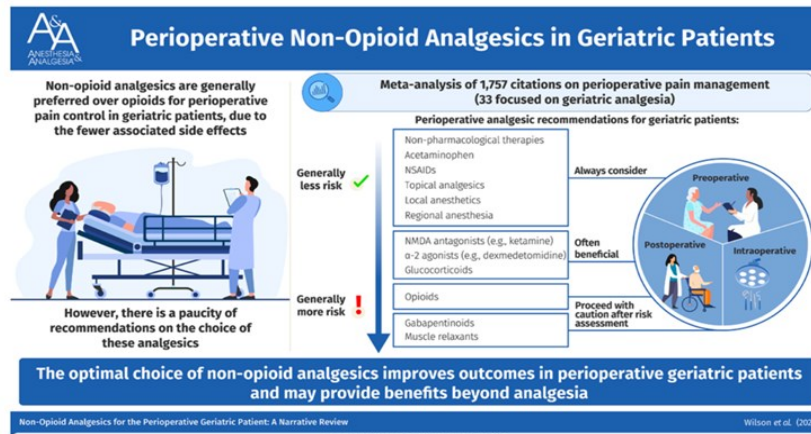 A&A
ANESTHESIA &
ANALGESIA
Perioperative Non-Opioid Analgesics in Geriatric Patients
Non-opioid analgesics are generally
preferred over opioids for perioperative
pain control in geriatric patients, due to
the fewer associated side effects
However, there is a paucity of
recommendations on the choice of
these analgesics
Meta-analysis of 1,757 citations on perioperative pain management
(33 focused on geriatric analgesia)
Perioperative analgesic recommendations for geriatric patients:
Generally
less risk
Non-pharmacological therapies
Acetaminophen
NSAIDs
Topical analgesics
Local anesthetics
Regional anesthesia
Always consider
NMDA antagonists (e.g., ketamine)
α-2 agonists (e.g., dexmedetomidine)
Glucocorticoids
Often
beneficial
Generally
more risk
Opioids
Gabapentinoids
Muscle relaxants
Proceed with
caution after risk
assessment
Preoperative
Postoperative
Intraoperative
The optimal choice of non-opioid analgesics improves outcomes in perioperative geriatric patients
and may provide benefits beyond analgesia
Non-Opioid Analgesics for the Perioperative Geriatric Patient: A Narrative Review
Wilson et al. (202